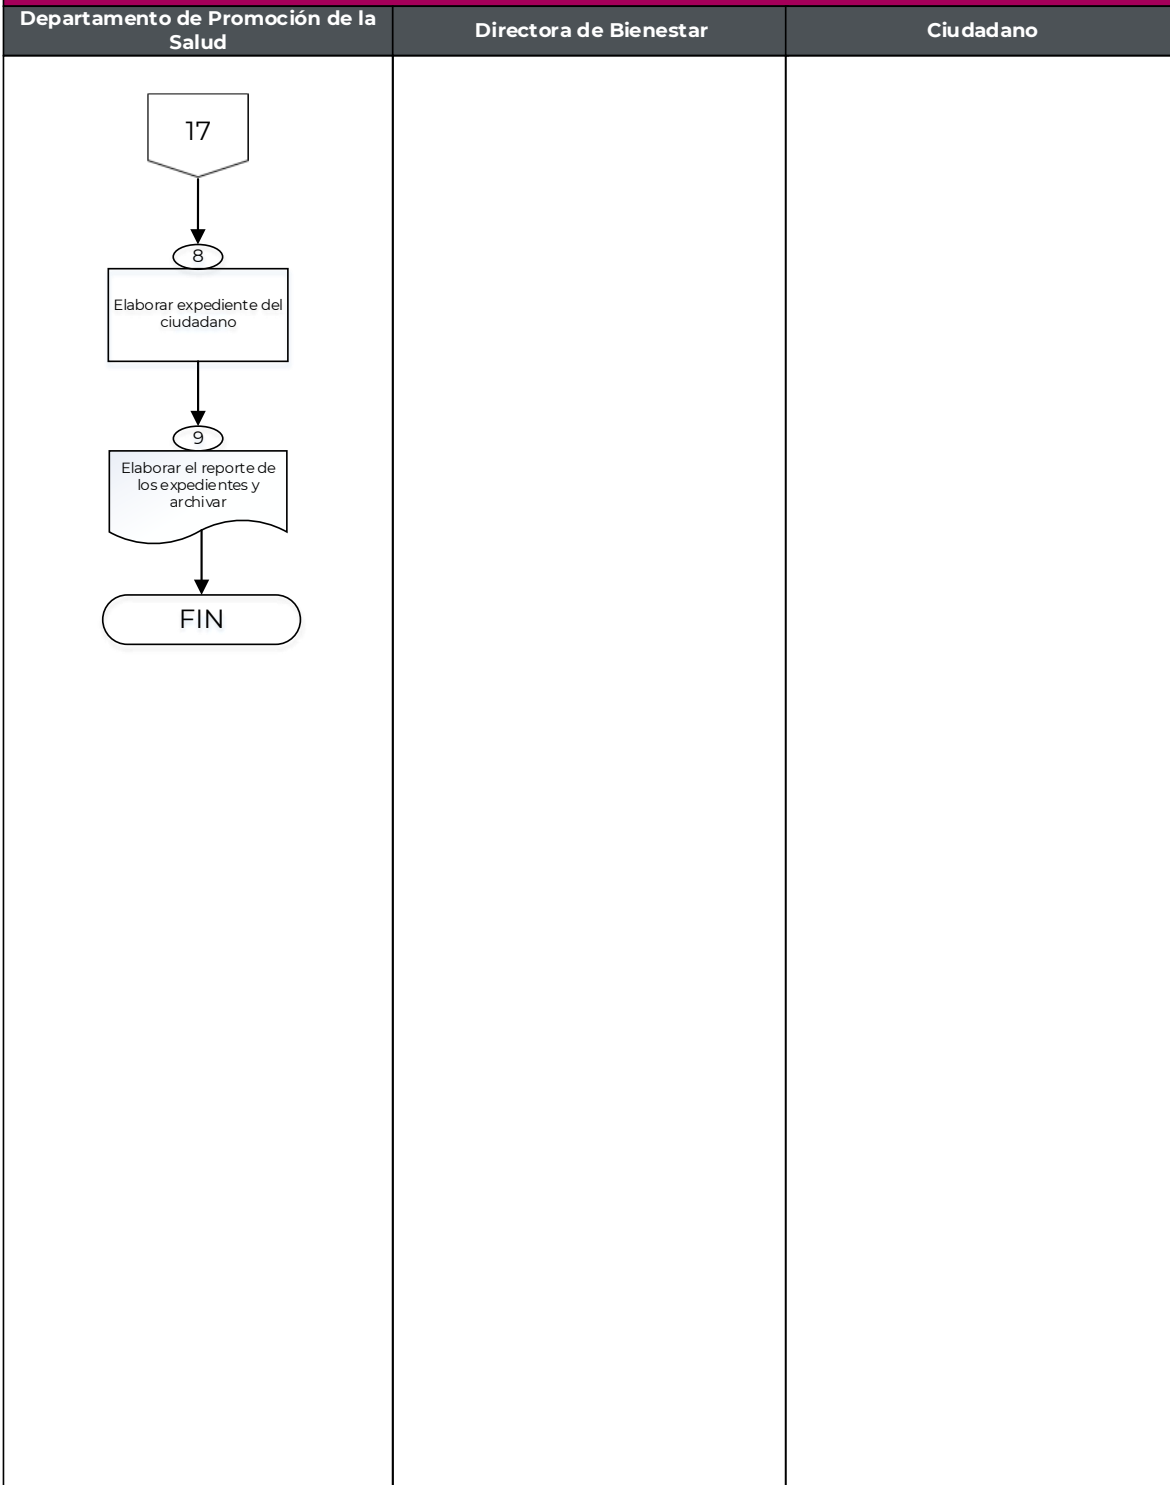 Departamento de Promoción de la
Salud
Directora de Bienestar
Ciudadano
17
8
Elaborar expediente del
ciudadano
9
Elaborar el reporte de
los expedientes y
archivar
FIN